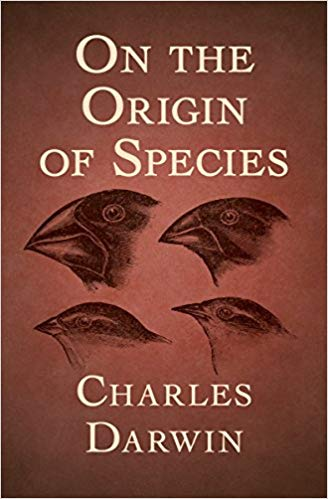 On the
Origin
of Species
Charles
Darwin